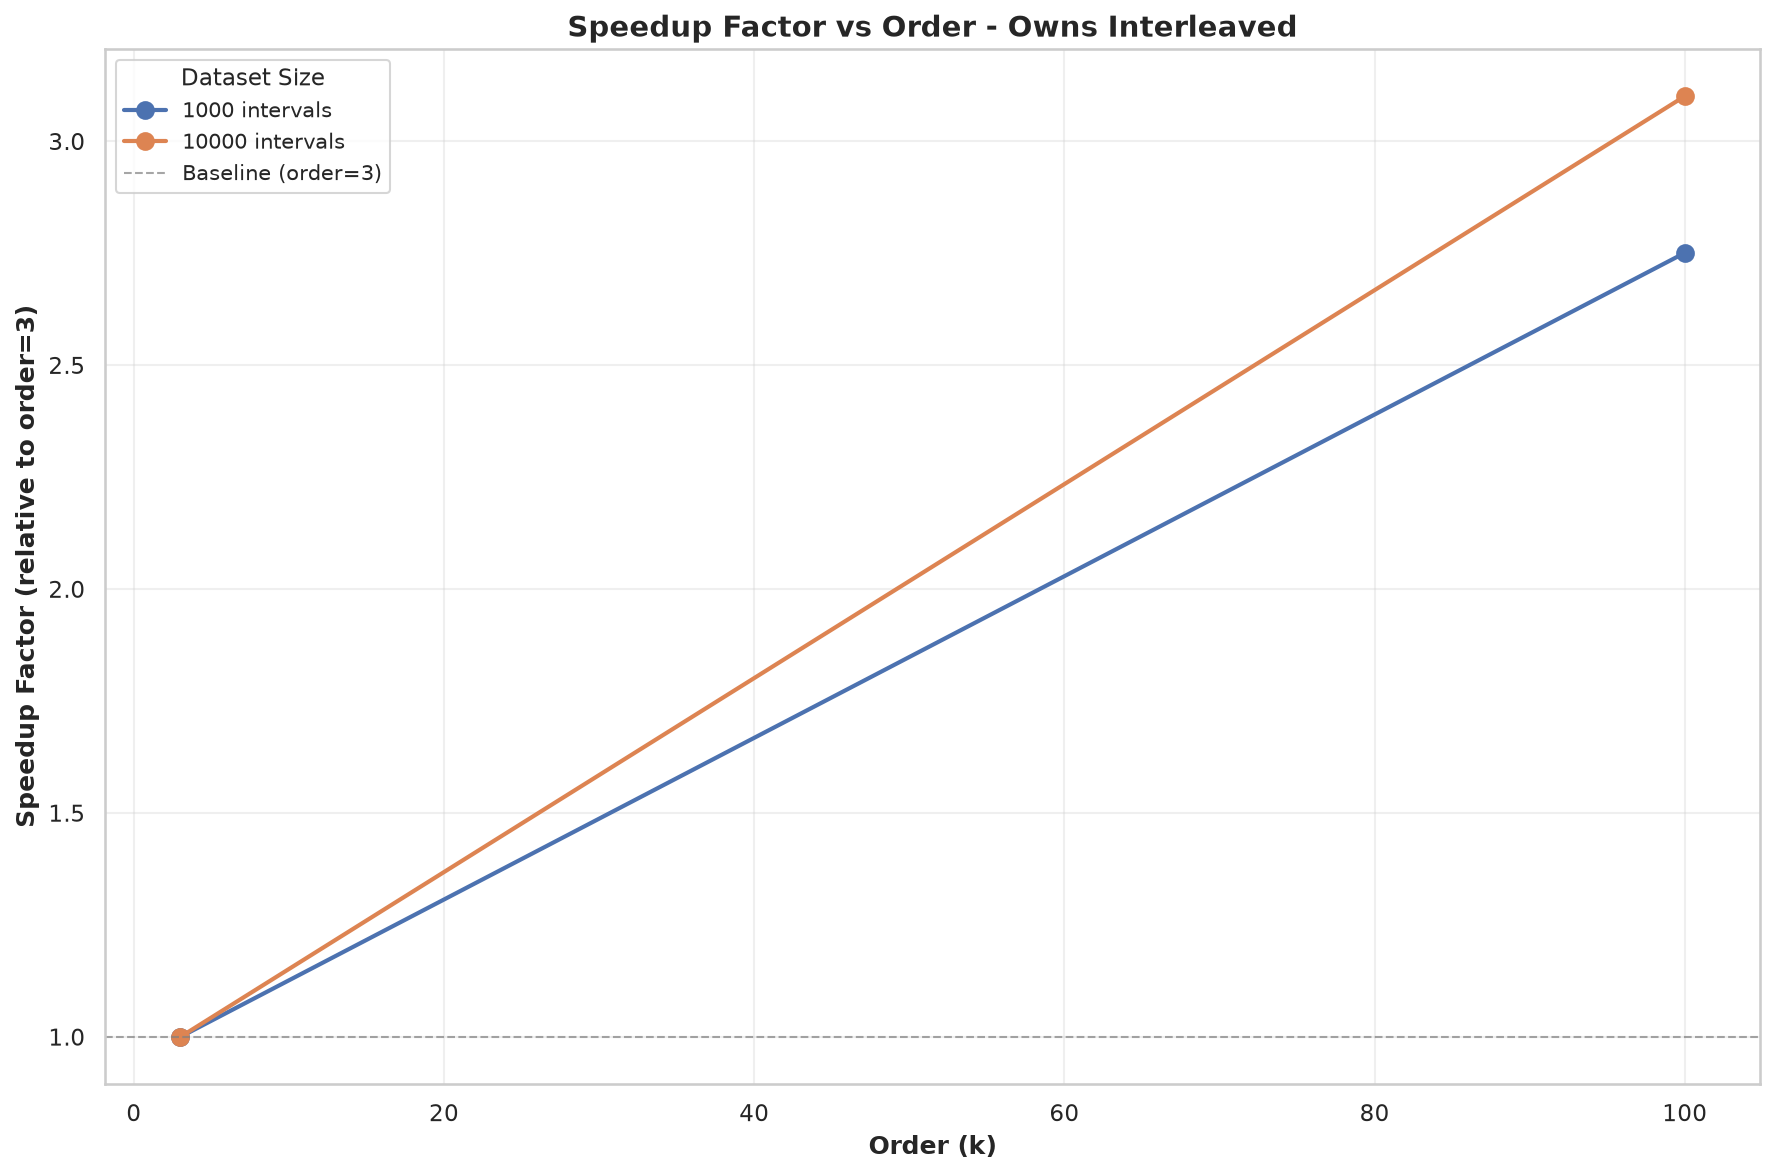 Speedup Factor vs Order - Owns Interleaved
Dataset Size
1000 intervals
10000 intervals
Baseline (order=3)
Speedup Factor (relative to order=3)
3.0
2.5
2.0
1.5
1.0
0 20 40 60 80 100
Order (k)